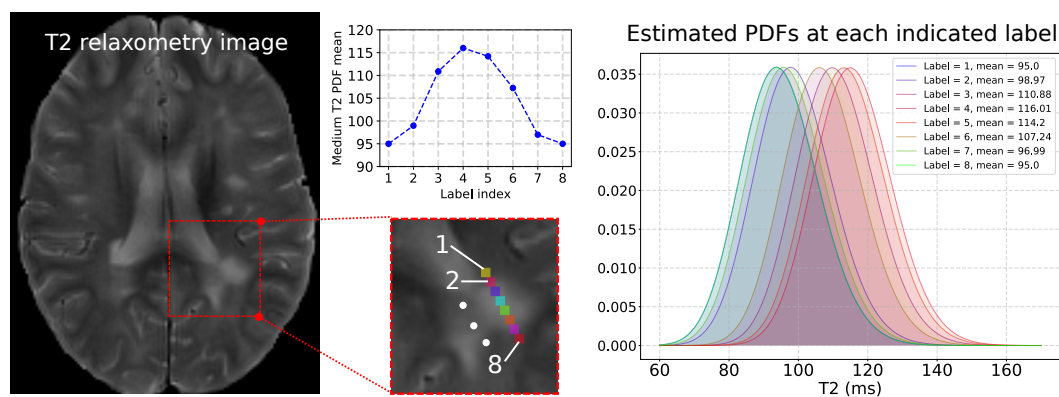 T2 relaxometry image
Medium T2 PDF mean
120
115
110
105
100
95
90
1 2 3 4 5 6 7 8
Label index
1
2
8
Estimated PDFs at each indicated label
0.035
0.030
0.025
0.020
0.015
0.010
0.005
0.000
Label = 1, mean = 95.0
Label = 2, mean = 98.97
Label = 3, mean = 110.88
Label = 4, mean = 116.01
Label = 5, mean = 114.2
Label = 6, mean = 107,24
Label = 7, mean = 96.99
Label = 8, mean = 95.0
60 80 100 120 140 160
T2 (ms)